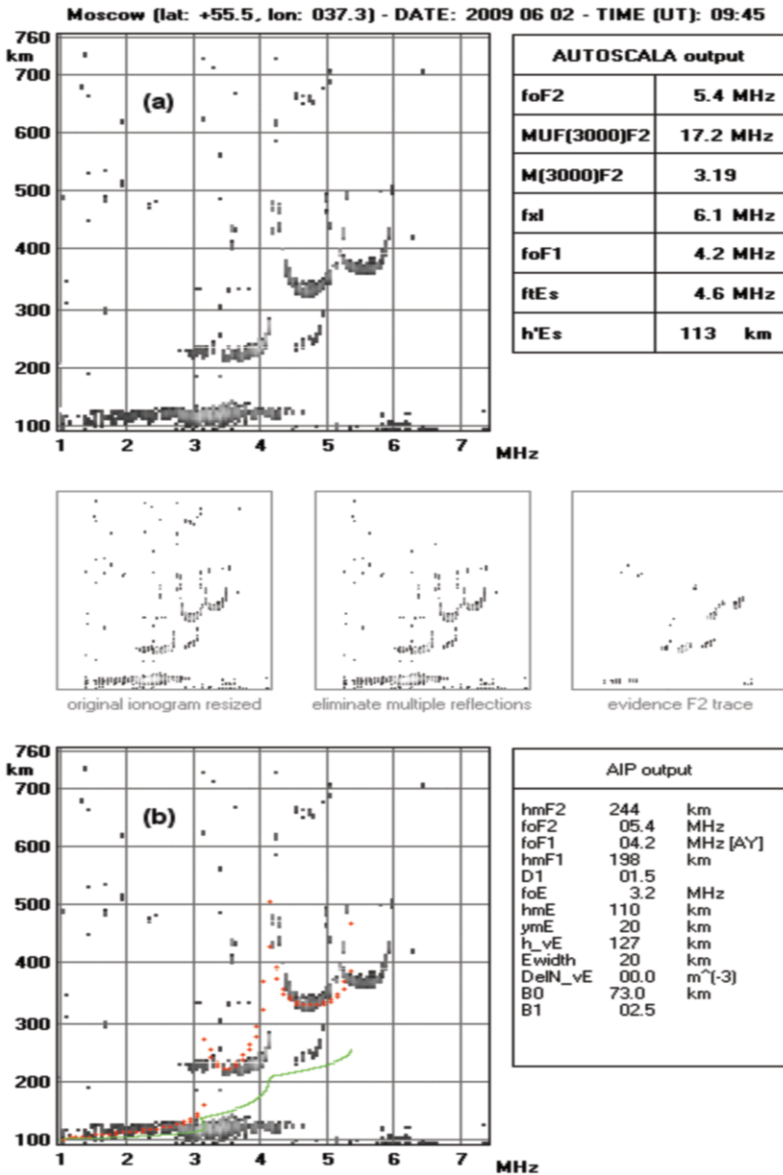 Moscow (lat: +55.5, lon: 037.3) - DATE: 2009 06 02 - TIME (UT): 09:45
760
km
700
600
500
400
300
200
100
(a)
1 2 3 4 5 6 7
MHz
AUTOSCALA output
foF2 5.4 MHz
MUF(3000)F2 17.2 MHz
M(3000)F2 3.19
fxI 6.1 MHz
foF1 4.2 MHz
ftEs 4.6 MHz
h'Es 113 km
original ionogram resized
eliminate multiple reflections
evidence F2 trace
760
km
700
600
500
400
300
200
100
(b)
1 2 3 4 5 6 7
MHz
AIP output
hmF2 244 km
foF2 05.4 MHz
foF1 04.2 MHz [AY]
hmF1 198 km
D1 01.5
foE 3.2 MHz
hmE 110 km
ymE 20 km
h_vE 127 km
Ewidth 20 km
DelN_vE 00.0 m^(-3)
B0 73.0 km
B1 02.5